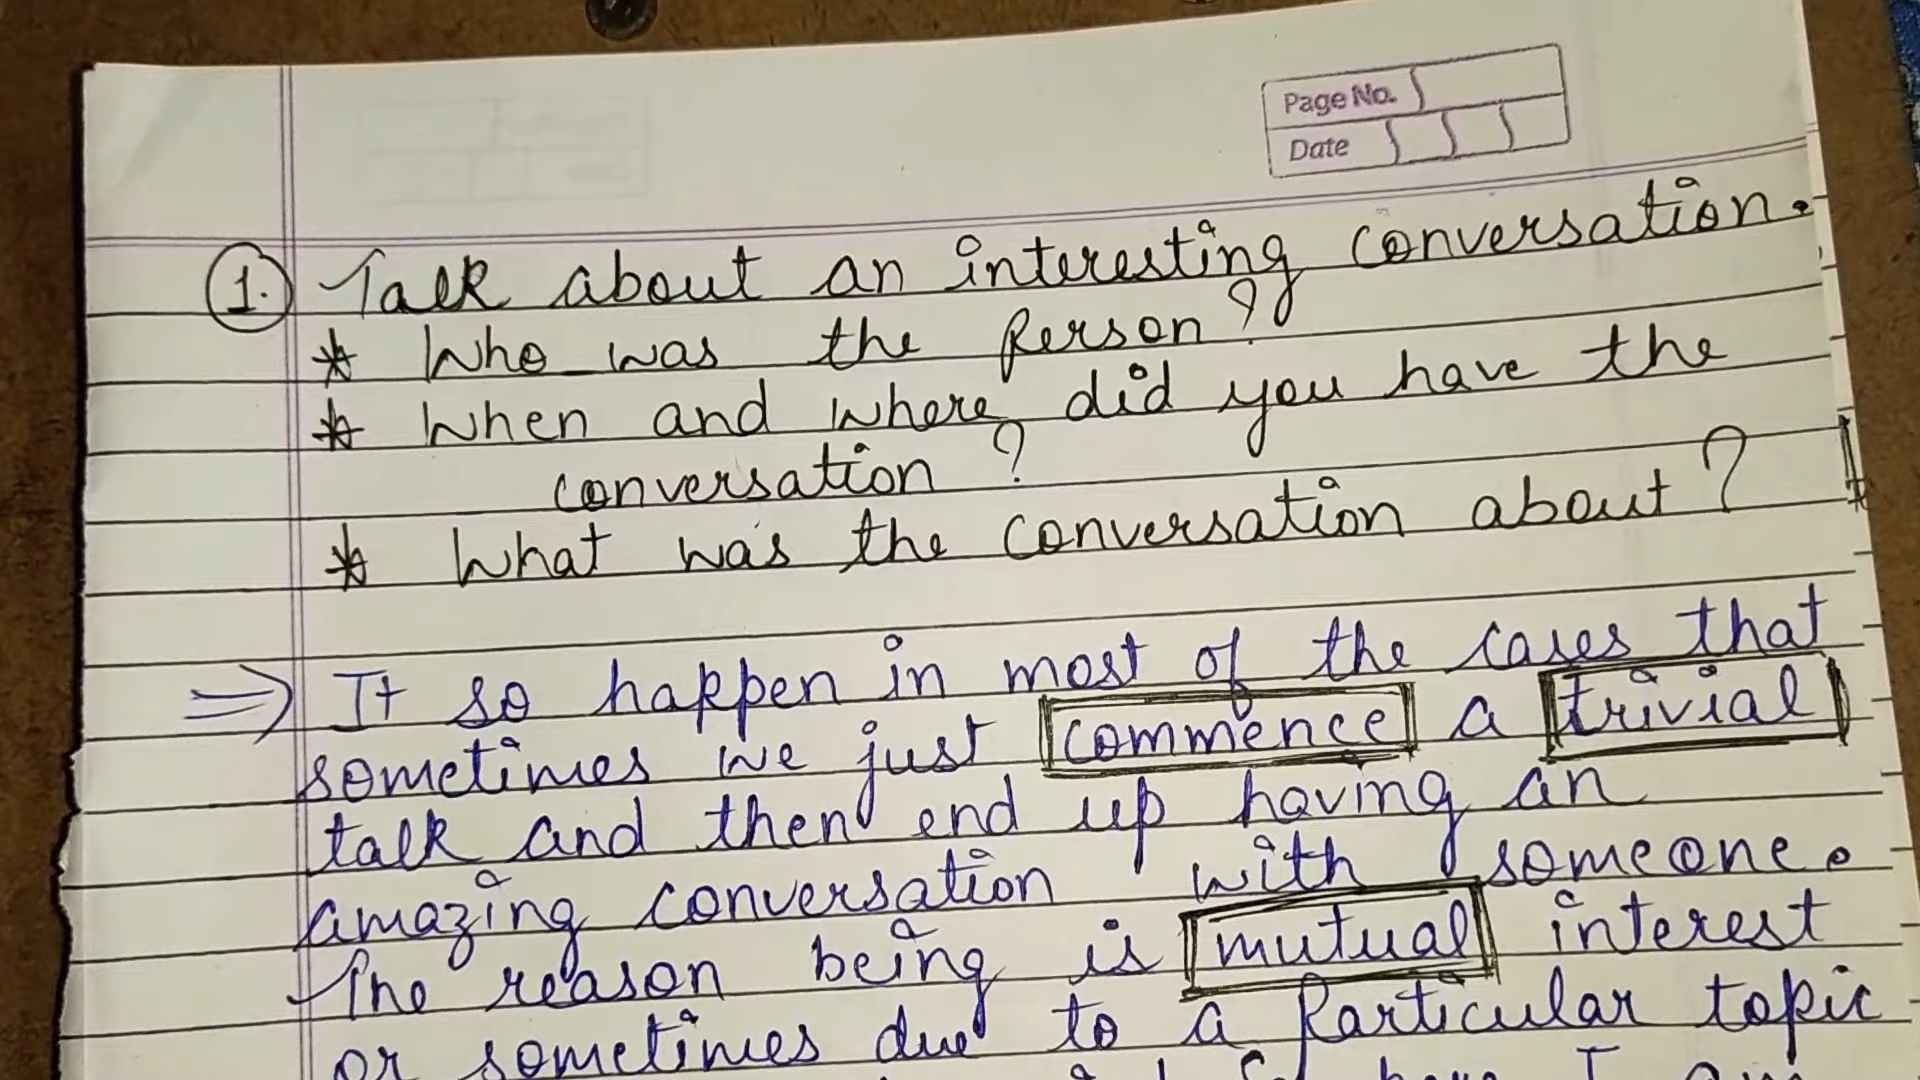 Page No.
Date
1. Talk about an interesting conversation.
* Who was the person?
* When and where did you have the
conversation?
* What was the conversation about?
⇒ It so happen in most of the cases that
sometimes we just commence a trivial
talk and then end up having an
amazing conversation with someone.
The reason being is mutual interest
or sometimes due to a particular topic
here I am